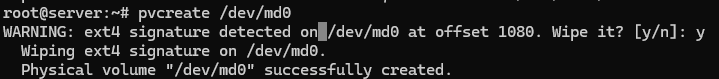 root@server:~# pvcreate /dev/md0
WARNING: ext4 signature detected on /dev/md0 at offset 1080. Wipe it? [y/n]: y
  Wiping ext4 signature on /dev/md0.
  Physical volume "/dev/md0" successfully created.